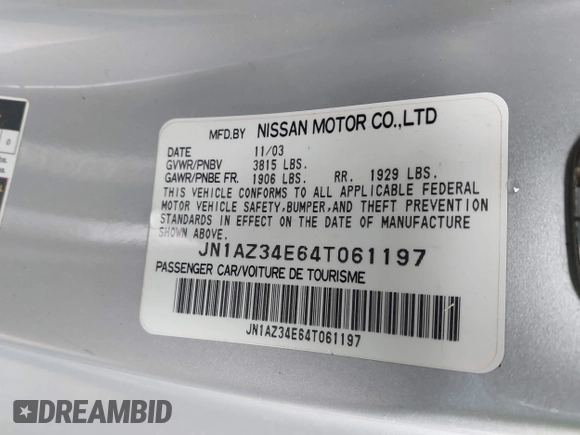 MFD.BY NISSAN MOTOR CO.,LTD
DATE 11/03
GVWR/PNBV 3815 LBS.
GAWR/PNBE FR. 1906 LBS. RR. 1929 LBS.
THIS VEHICLE CONFORMS TO ALL APPLICABLE FEDERAL
MOTOR VEHICLE SAFETY,BUMPER,AND THEFT PREVENTION
STANDARDS IN EFFECT ON THE DATE OF MANUFACTURE
SHOWN ABOVE.
JN1AZ34E64T061197
PASSENGER CAR/VOITURE DE TOURISME
JN1AZ34E64T061197
DREAMBID